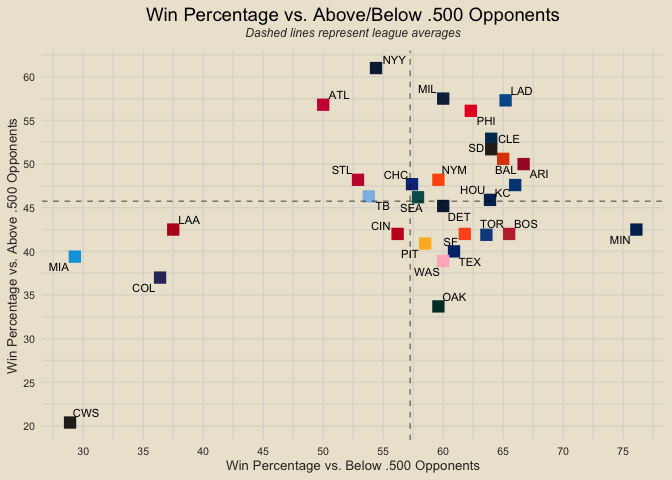 Win Percentage vs. Above/Below .500 Opponents
Dashed lines represent league averages
Win Percentage vs. Above .500 Opponents
60
55
50
45
40
35
30
25
20
NYY
ATL
MIL
LAD
PHI
CLE
SD
BAL
ARI
STL
CHC
NYM
HOU
KC
TB
SEA
DET
LAA
CIN
PIT
SF
TOR
BOS
MIN
TEX
WAS
MIA
COL
OAK
CWS
30
35
40
45
50
55
60
65
70
75
Win Percentage vs. Below .500 Opponents